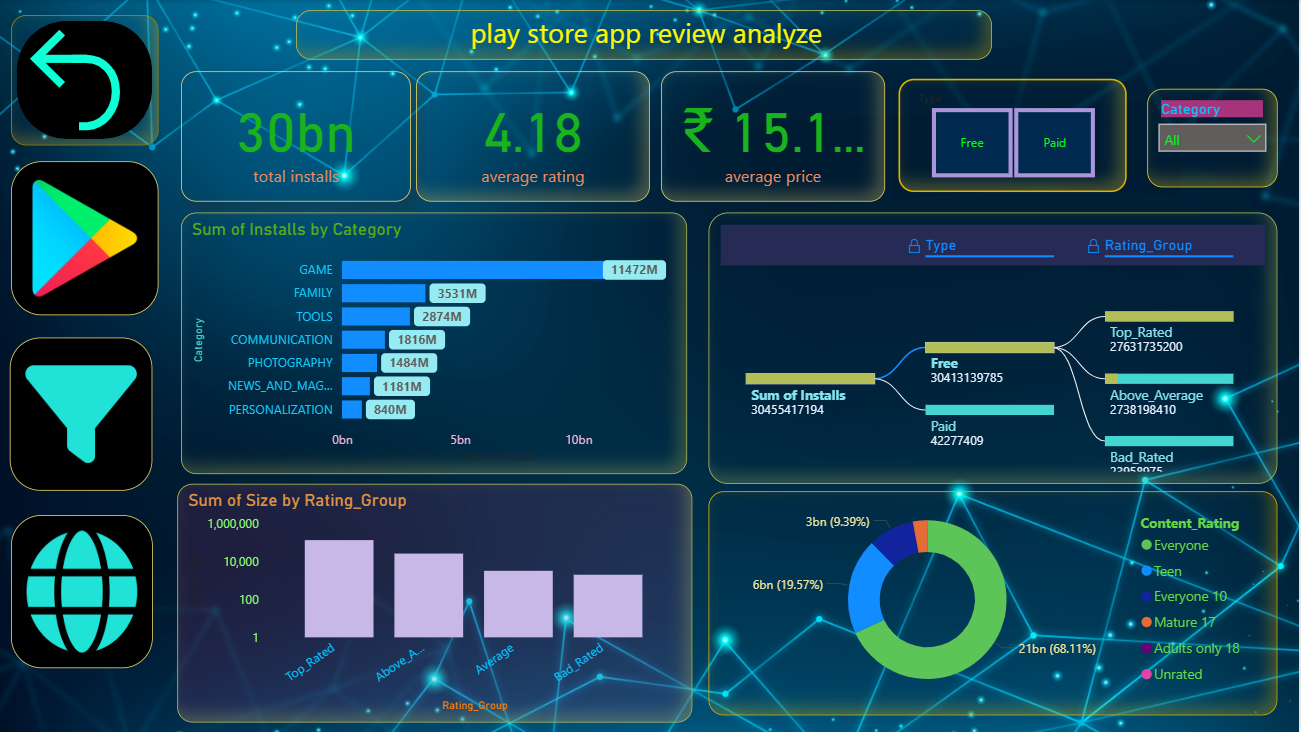 play store app review analyze
30bn
total installs
4.18
average rating
₹ 15.1...
average price
Type
Free
Paid
Category
All
Sum of Installs by Category
Category
GAME 11472M
FAMILY 3531M
TOOLS 2874M
COMMUNICATION 1816M
PHOTOGRAPHY 1484M
NEWS_AND_MAG... 1181M
PERSONALIZATION 840M
0bn 5bn 10bn
Type Rating_Group
Sum of Installs
30455417194
Free
30413139785
Paid
42277409
Top_Rated
27631735200
Above_Average
2738198410
Bad_Rated
23958975
Sum of Size by Rating_Group
1,000,000
10,000
100
1
Top_Rated
Above_A...
Average
Bad_Rated
Rating_Group
3bn (9.39%)
6bn (19.57%)
21bn (68.11%)
Content_Rating
Everyone
Teen
Everyone 10
Mature 17
Adults only 18
Unrated